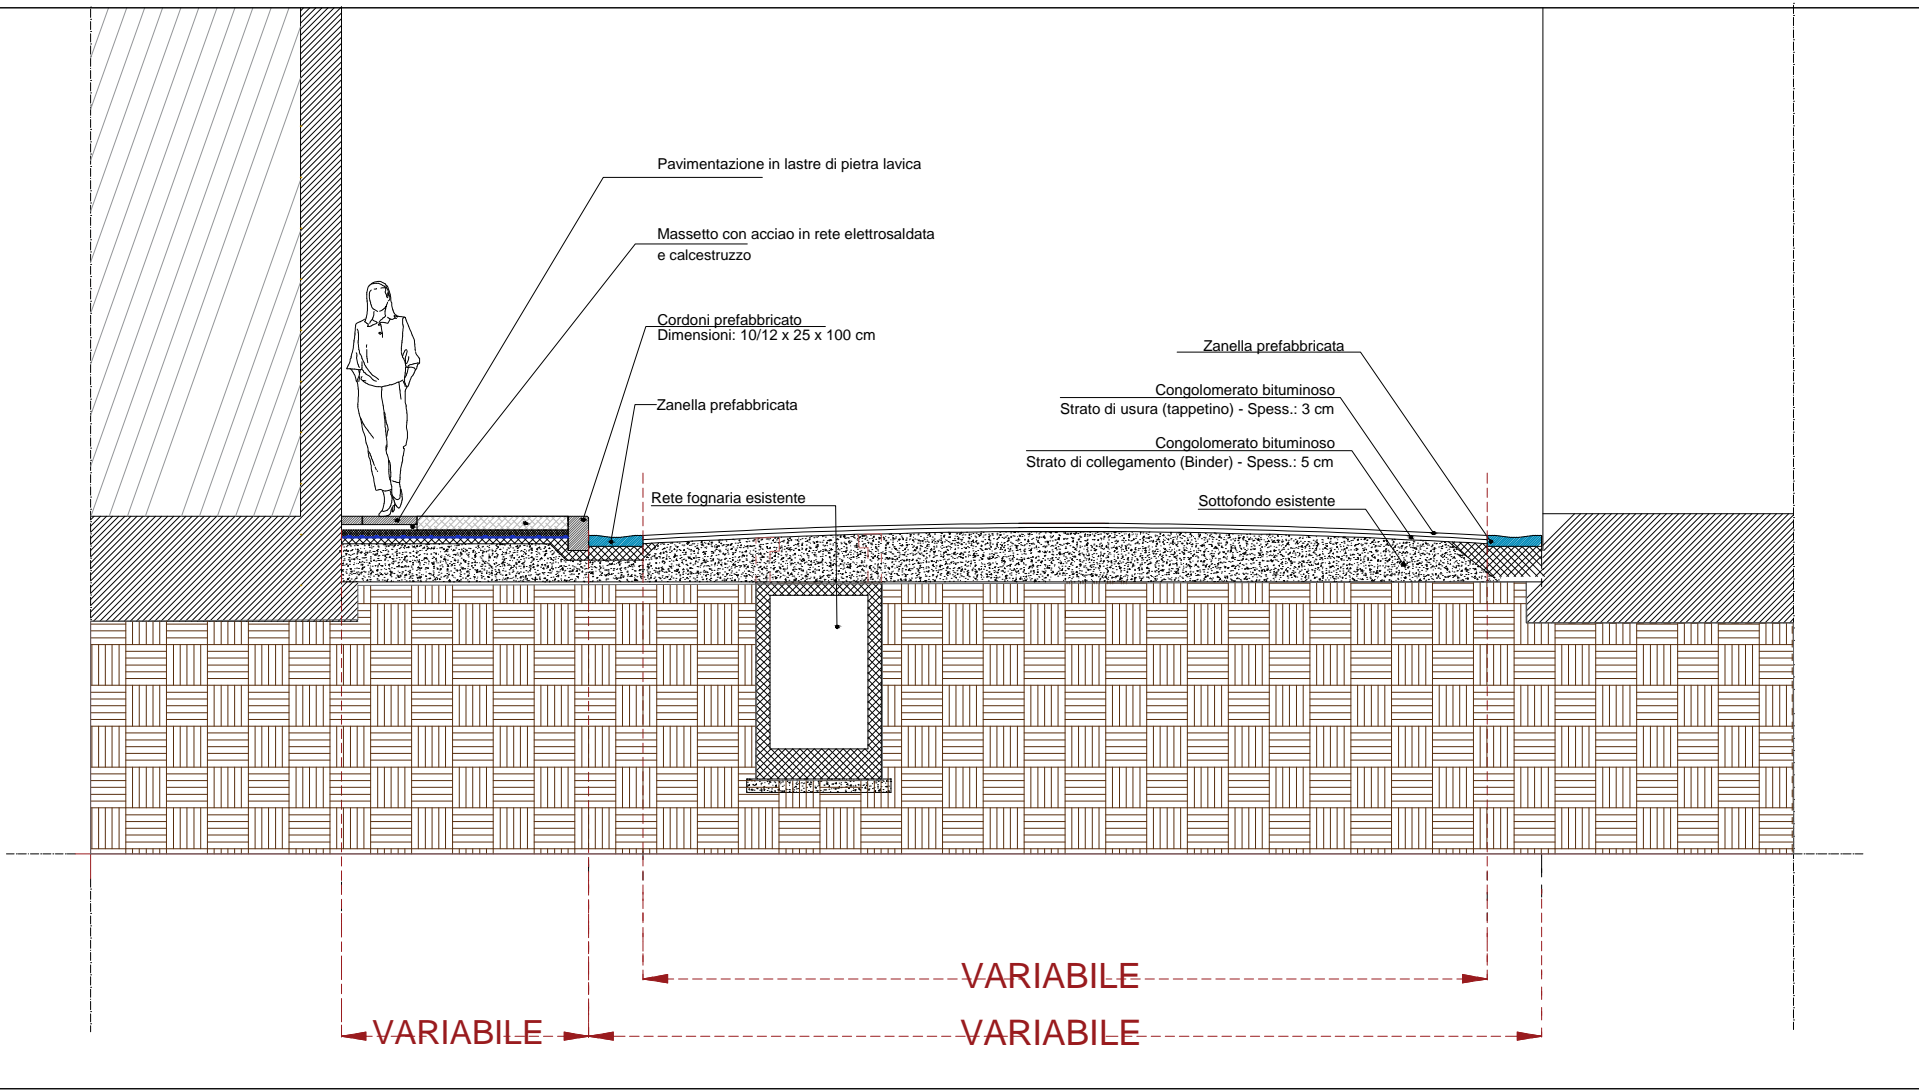 Pavimentazione in lastre di pietra lavica
Massetto con acciao in rete elettrosaldata
e calcestruzzo
Cordoni prefabbricato
Dimensioni: 10/12 x 25 x 100 cm
Zanella prefabbricata
Rete fognaria esistente
Zanella prefabbricata
Congolomerato bituminoso
Strato di usura (tappetino) - Spess.: 3 cm
Congolomerato bituminoso
Strato di collegamento (Binder) - Spess.: 5 cm
Sottofondo esistente
VARIABILE
VARIABILE
VARIABILE